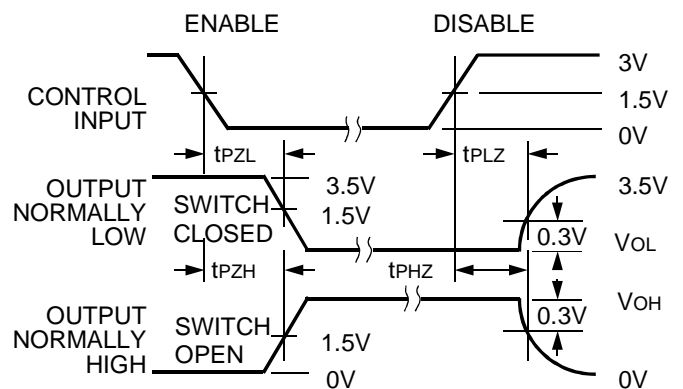 ENABLE DISABLE
CONTROL
INPUT
3V
1.5V
0V
tPZL tPLZ
OUTPUT
NORMALLY
LOW
SWITCH
CLOSED
3.5V
1.5V
3.5V
0.3V
VOL
tPZH tPHZ
OUTPUT
NORMALLY
HIGH
SWITCH
OPEN
1.5V
0V
0.3V
VOH
0V